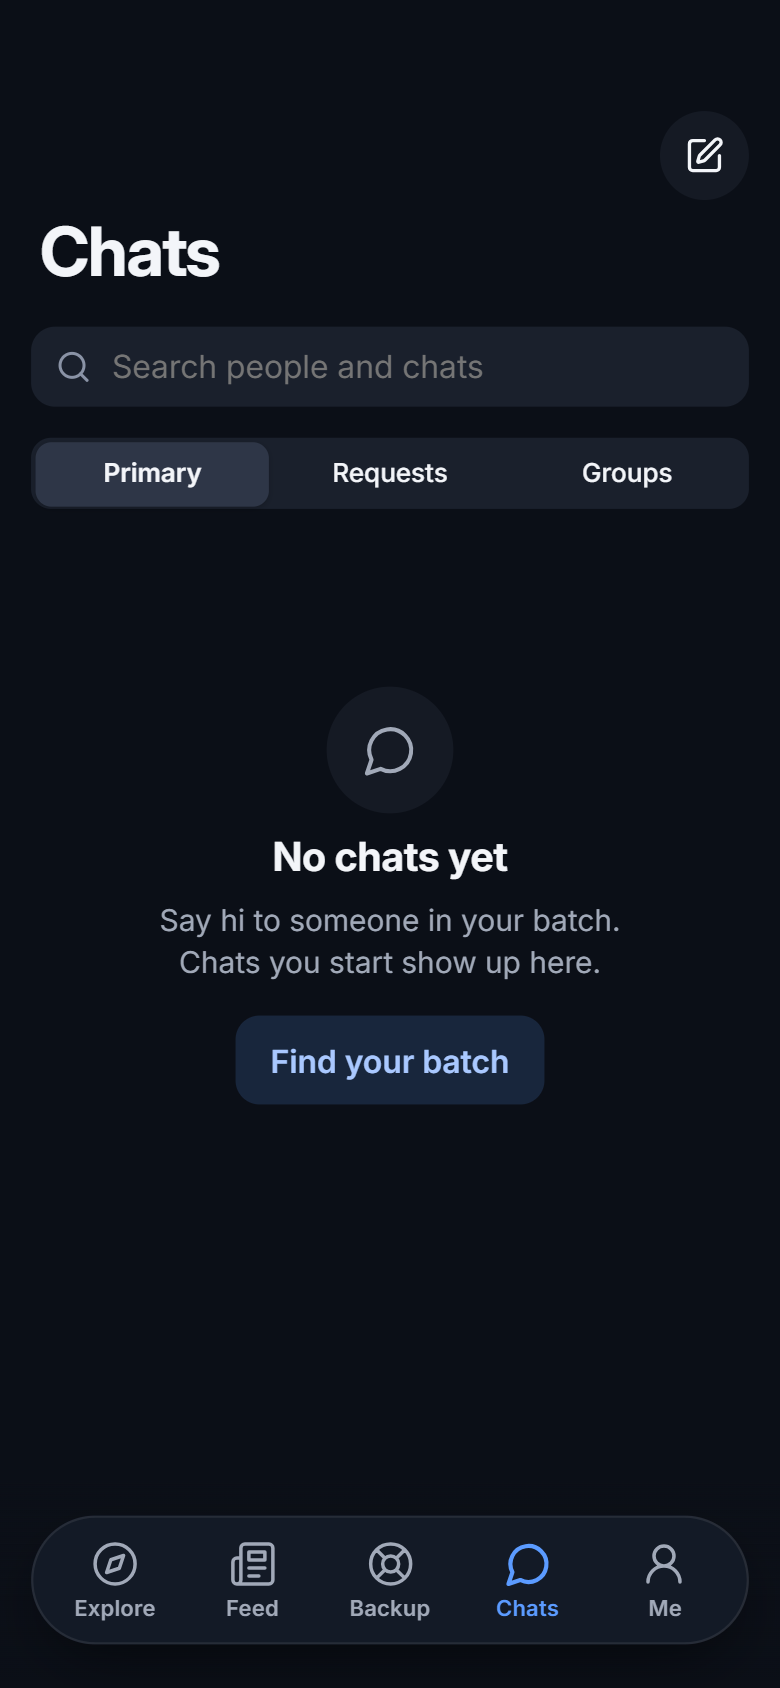 Chats
Search people and chats
Primary
Requests
Groups
No chats yet
Say hi to someone in your batch.
Chats you start show up here.
Find your batch
Explore
Feed
Backup
Chats
Me